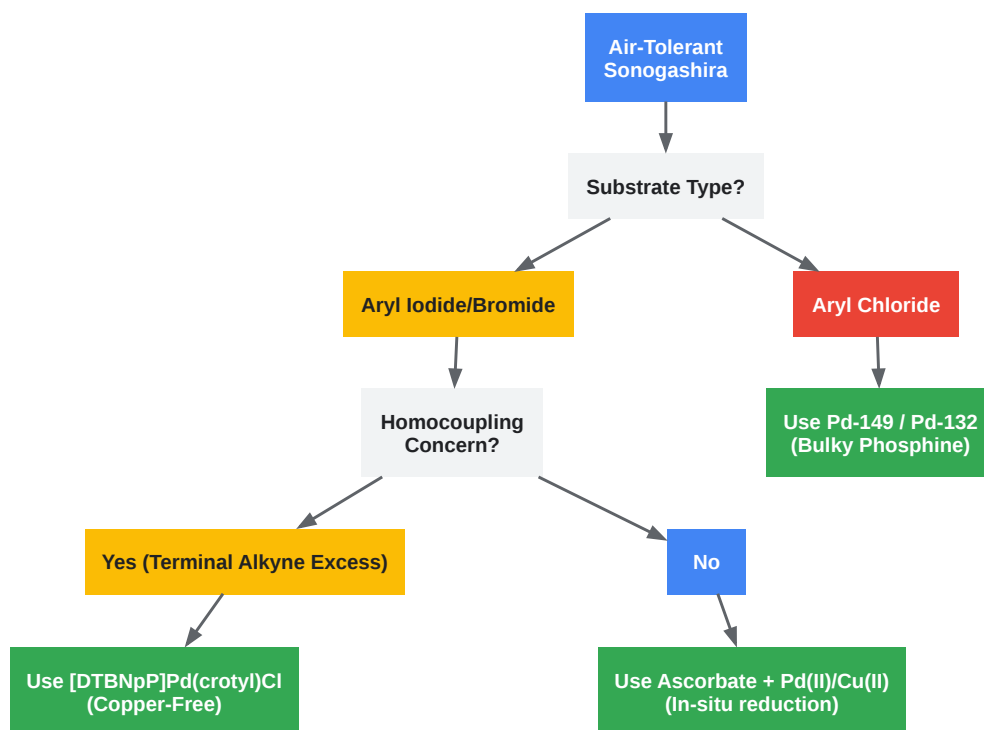 Air-Tolerant
Sonogashira
Substrate Type?
Aryl Iodide/Bromide
Aryl Chloride
Homocoupling
Concern?
Use Pd-149 / Pd-132
(Bulky Phosphine)
Yes (Terminal Alkyne Excess)
No
Use [DTBNpP]Pd(crotyl)Cl
(Copper-Free)
Use Ascorbate + Pd(II)/Cu(II)
(In-situ reduction)